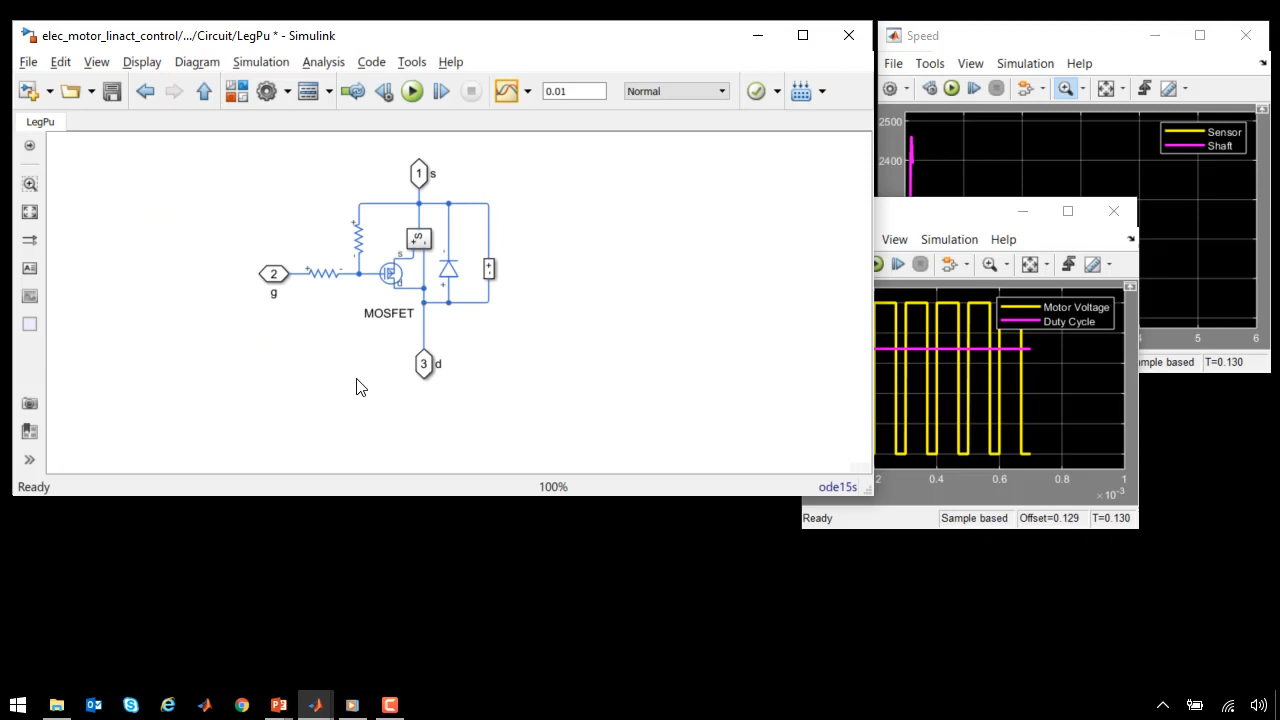 elec_motor_linact_control/.../Circuit/LegPu * - Simulink
File Edit View Display Diagram Simulation Analysis Code Tools Help
0.01 Normal
LegPu
1 s
+ S -
+
-
s
d
2
g
+ -
- +
+ -
MOSFET
3 d
Ready 100% ode15s
Speed
File Tools View Simulation Help
2500
2400
Sensor
Shaft
4 5 6
mple based T=0.130
View Simulation Help
Motor Voltage
Duty Cycle
2 0.4 0.6 0.8 1
×10-3
Ready Sample based Offset=0.129 T=0.130